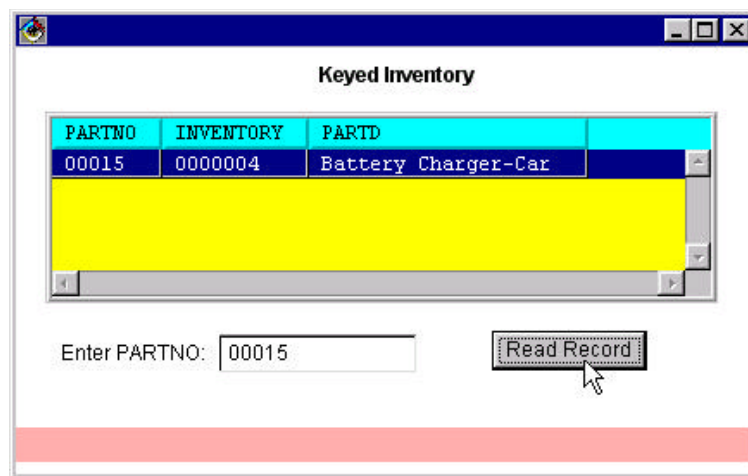 Keyed Inventory
PARTNO INVENTORY PARTD
00015 0000004 Battery Charger-Car
Enter PARTNO: 00015 Read Record